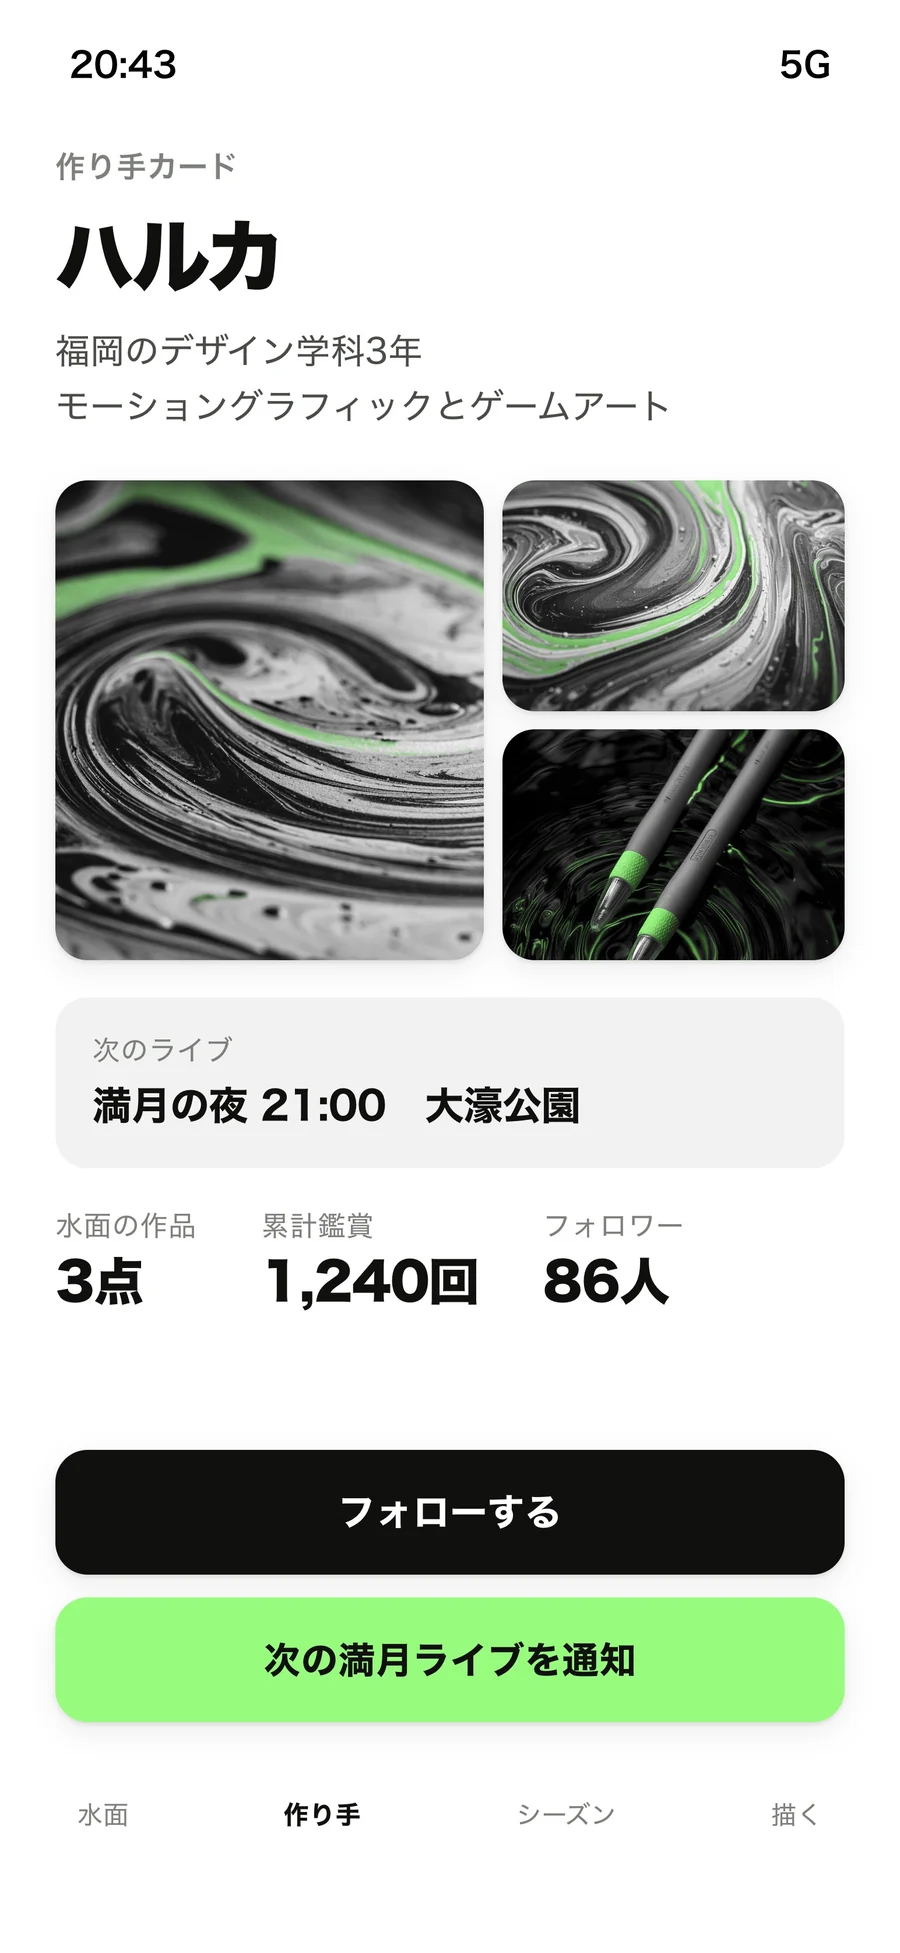 20:43
5G
作り手カード
ハルカ
福岡のデザイン学科3年
モーショングラフィックとゲームアート
次のライブ
満月の夜 21:00　大濠公園
水面の作品
累計鑑賞
フォロワー
3点
1,240回
86人
フォローする
次の満月ライブを通知
水面
作り手
シーズン
描く